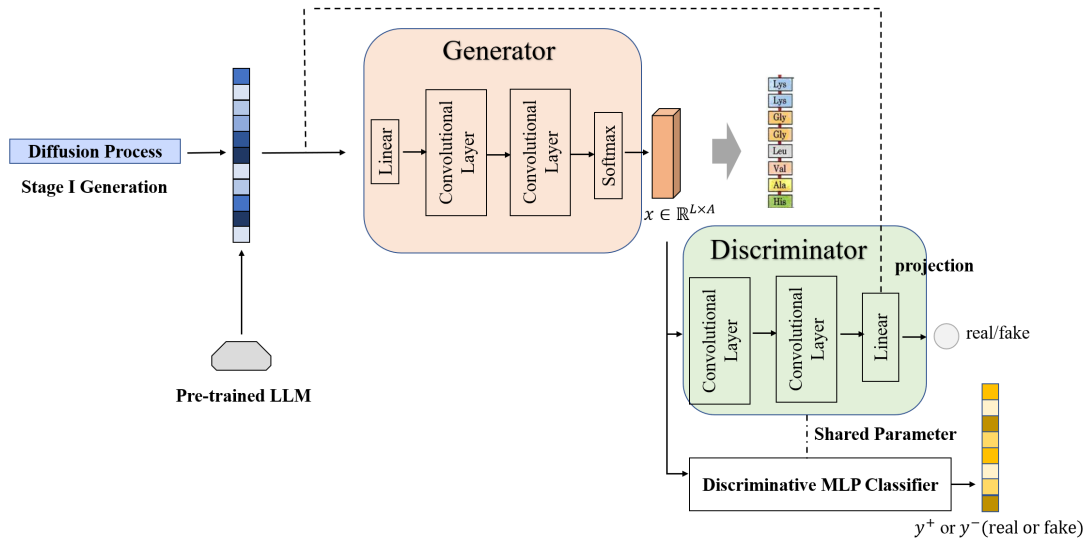 Generator
Diffusion Process
Stage I Generation
Pre-trained LLM
Linear
Convolutional
Layer
Convolutional
Layer
Softmax
x ∈ ℝ^{L×A}
Lys
Lys
Gly
Gly
Leu
Val
Ala
His
Discriminator
projection
Convolutional
Layer
Convolutional
Layer
Linear
real/fake
Shared Parameter
Discriminative MLP Classifier
y⁺ or y⁻(real or fake)